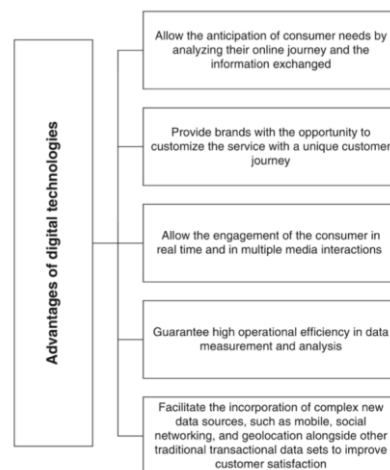 Advantages of digital technologies
Allow the anticipation of consumer needs by
analyzing their online journey and the
information exchanged
Provide brands with the opportunity to
customize the service with a unique customer
journey
Allow the engagement of the consumer in
real time and in multiple media interactions
Guarantee high operational efficiency in data
measurement and analysis
Facilitate the incorporation of complex new
data sources, such as mobile, social
networking, and geolocation alongside other
traditional transactional data sets to improve
customer satisfaction